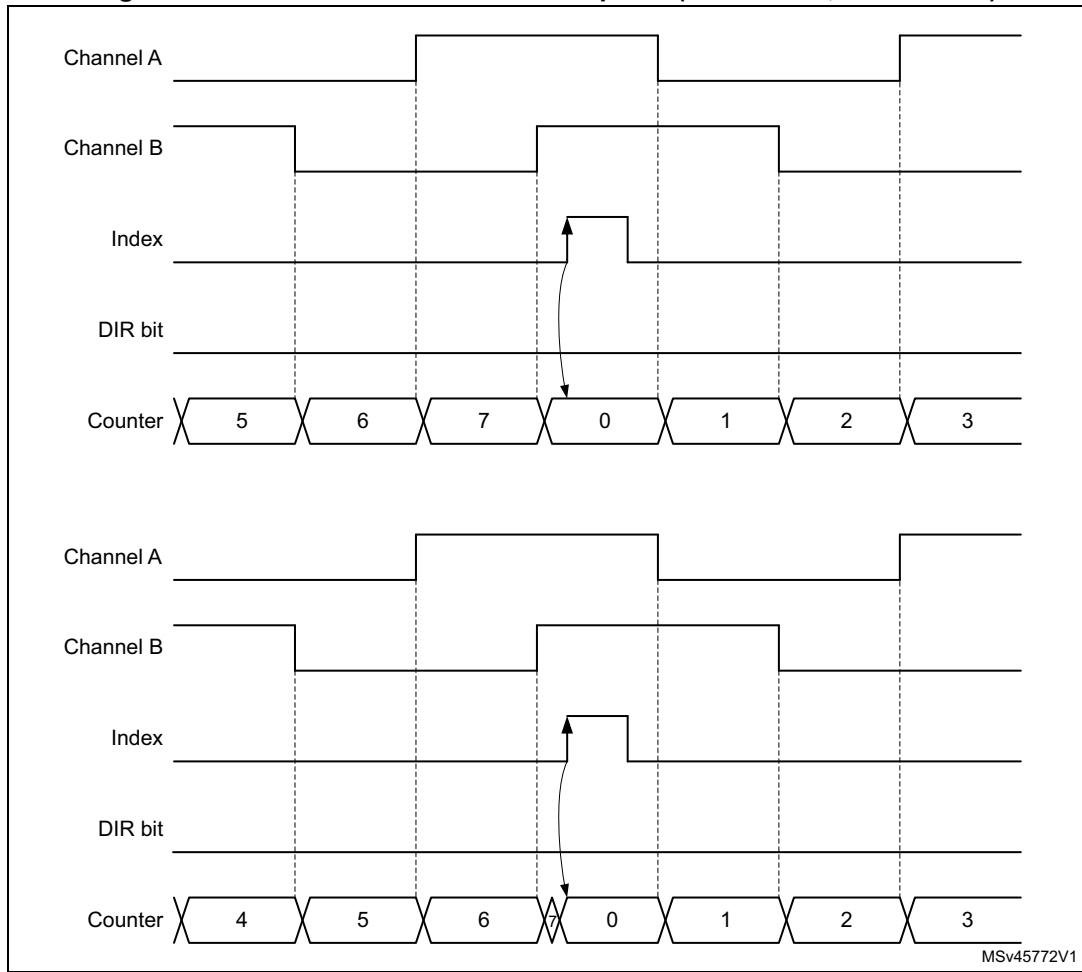 Channel A
Channel B
Index
DIR bit
Counter 5 6 7 0 1 2 3
Channel A
Channel B
Index
DIR bit
Counter 4 5 6 7 0 1 2 3
MSv45772V1